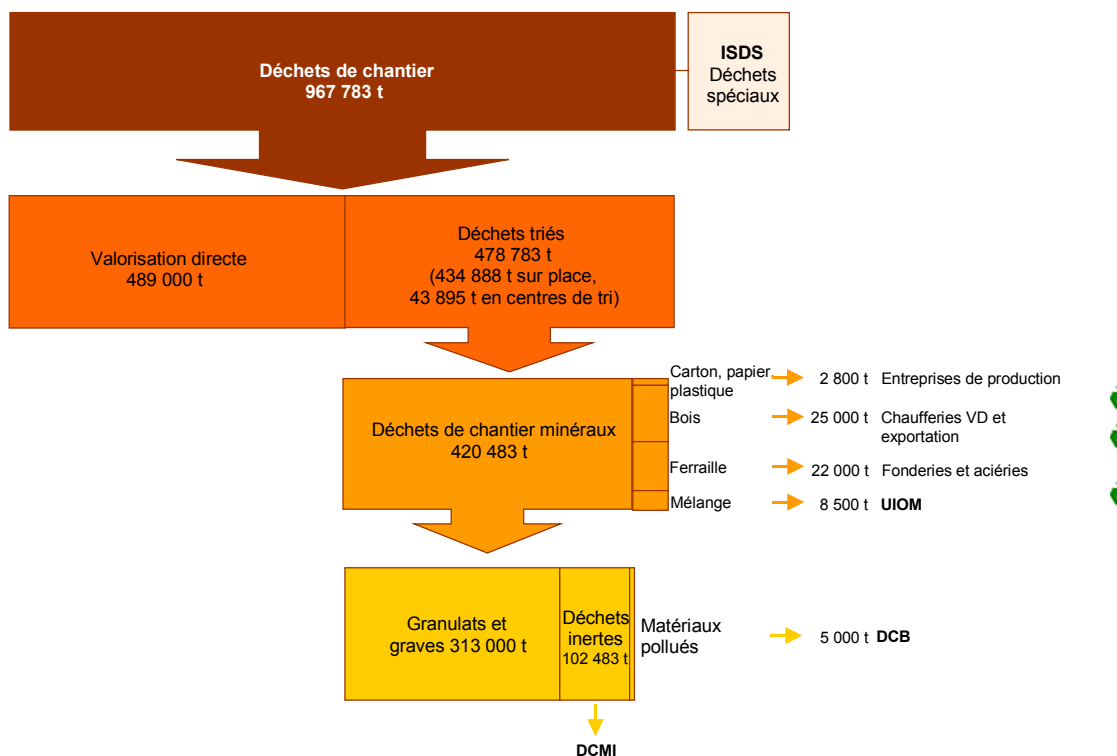 ISDS
Déchets
spéciaux
Déchets de chantier
967 783 t
Valorisation directe
489 000 t
Déchets triés
478 783 t
(434 888 t sur place,
43 895 t en centres de tri)
Déchets de chantier minéraux
420 483 t
Carton, papier,
plastique
2 800 t Entreprises de production
Bois
25 000 t Chaufferies VD et
exportation
Ferraille
22 000 t Fonderies et aciéries
Mélange
8 500 t UIOM
Granulats et
graves 313 000 t
Déchets
inertes
102 483 t
Matériaux
pollués
5 000 t DCB
DCMI